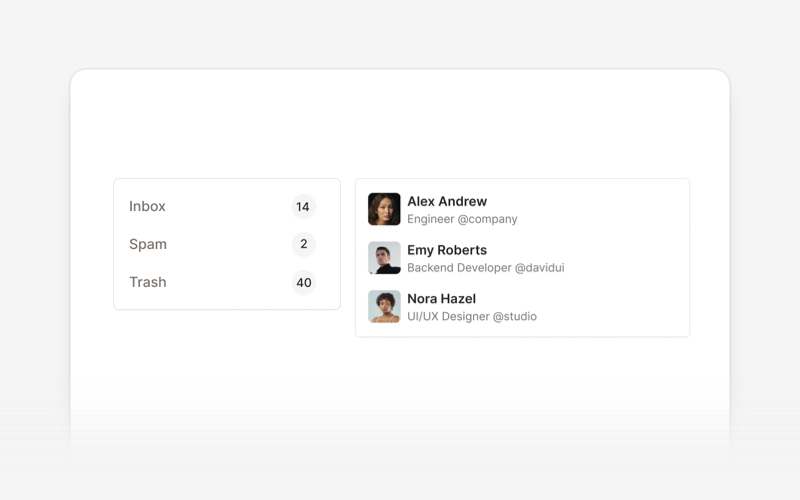 Inbox 14
Spam 2
Trash 40
Alex Andrew
Engineer @company
Emy Roberts
Backend Developer @davidui
Nora Hazel
UI/UX Designer @studio